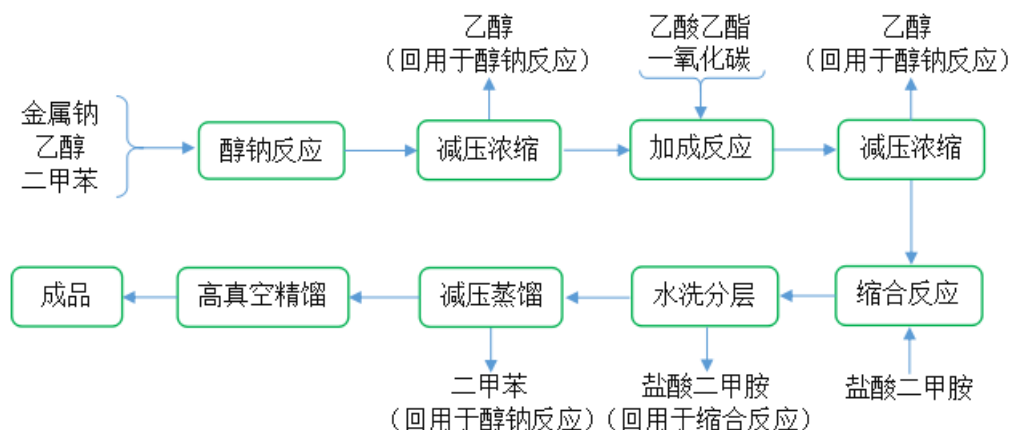 乙醇
（回用于醇钠反应）
乙酸乙酯
一氧化碳
乙醇
（回用于醇钠反应）
金属钠
乙醇
二甲苯
醇钠反应
减压浓缩
加成反应
减压浓缩
成品
高真空精馏
减压蒸馏
水洗分层
缩合反应
二甲苯
（回用于醇钠反应）
盐酸二甲胺
（回用于缩合反应）
盐酸二甲胺